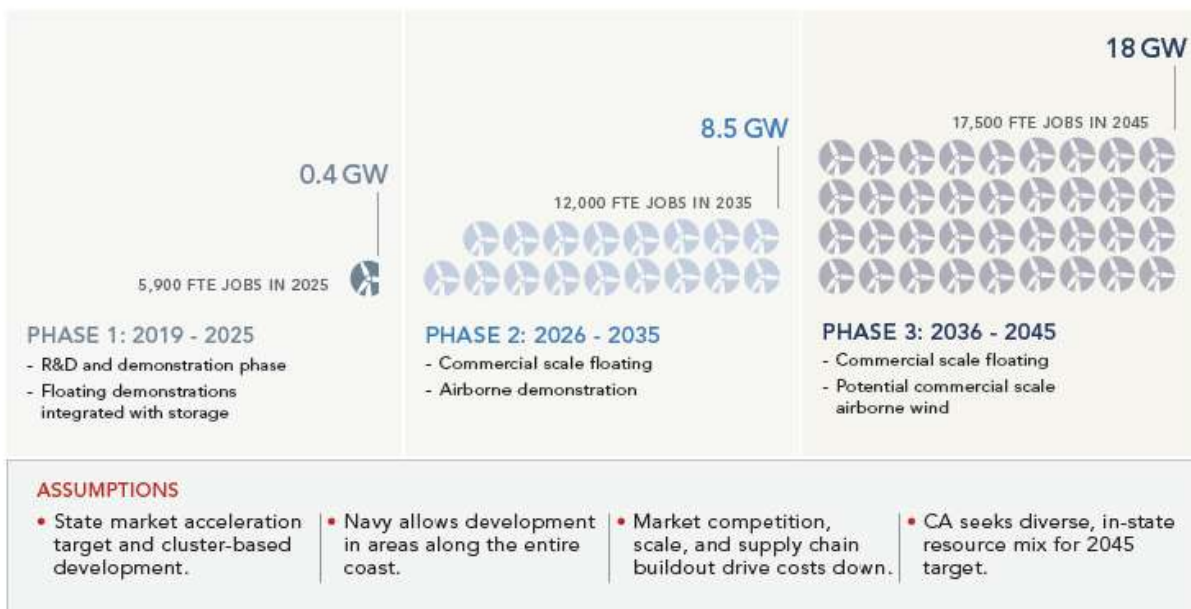 0.4 GW
5,900 FTE JOBS IN 2025
PHASE 1: 2019 - 2025
- R&D and demonstration phase
- Floating demonstrations
integrated with storage
8.5 GW
12,000 FTE JOBS IN 2035
PHASE 2: 2026 - 2035
- Commercial scale floating
- Airborne demonstration
18 GW
17,500 FTE JOBS IN 2045
PHASE 3: 2036 - 2045
- Commercial scale floating
- Potential commercial scale
airborne wind
ASSUMPTIONS
• State market acceleration
target and cluster-based
development.
• Navy allows development
in areas along the entire
coast.
• Market competition,
scale, and supply chain
buildout drive costs down.
• CA seeks diverse, in-state
resource mix for 2045
target.